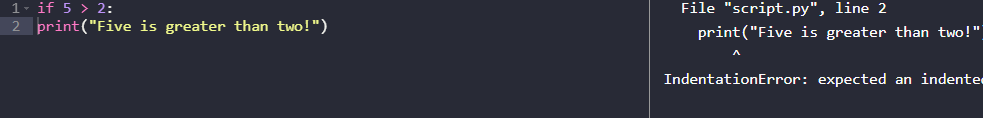 1 if 5 > 2:
2 print("Five is greater than two!")
File "script.py", line 2
print("Five is greater than two!"
^
IndentationError: expected an indented